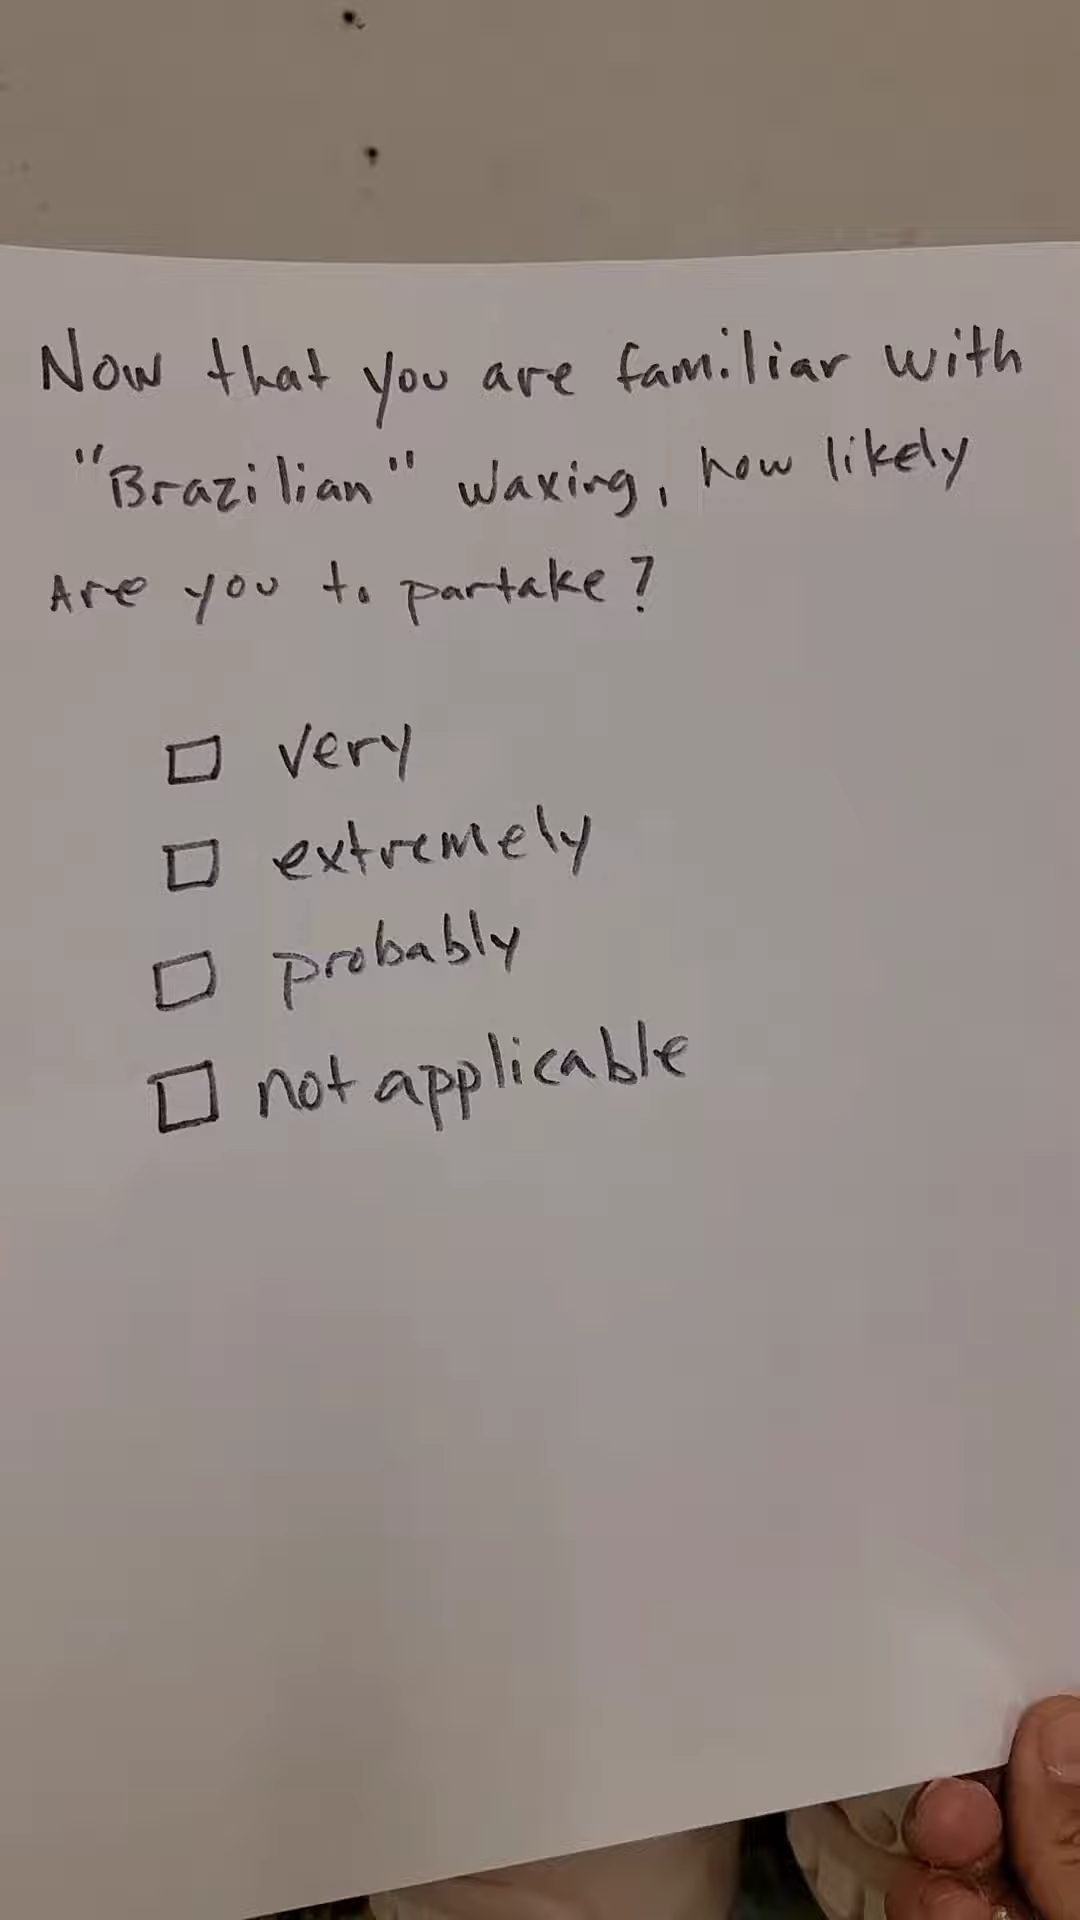 Now that you are familiar with
"Brazilian" waxing, how likely
Are you to partake?
very
extremely
probably
not applicable